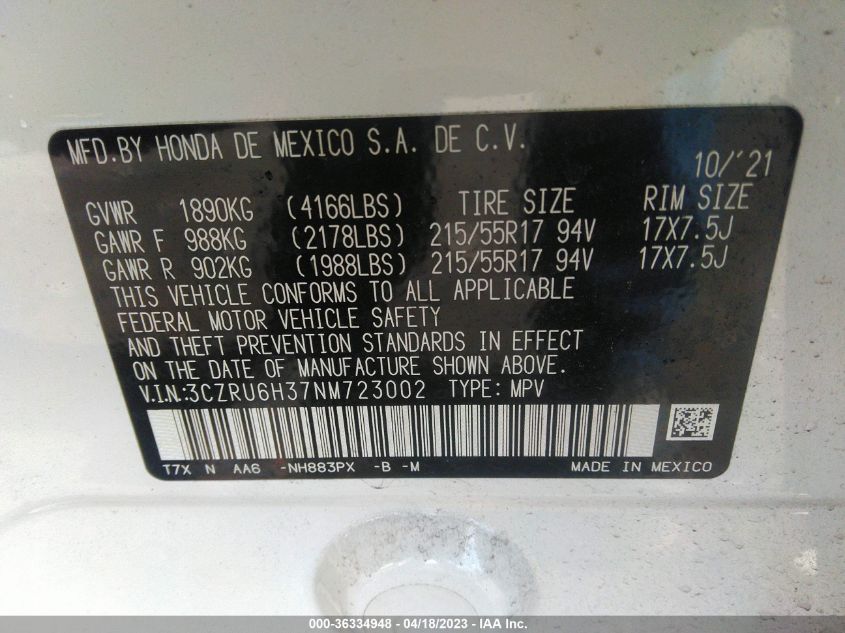 MFD.BY HONDA DE MEXICO S.A. DE C.V.
10/'21
GVWR 1890KG (4166LBS) TIRE SIZE RIM SIZE
GAWR F 988KG (2178LBS) 215/55R17 94V 17X7.5J
GAWR R 902KG (1988LBS) 215/55R17 94V 17X7.5J
THIS VEHICLE CONFORMS TO ALL APPLICABLE
FEDERAL MOTOR VEHICLE SAFETY
AND THEFT PREVENTION STANDARDS IN EFFECT
ON THE DATE OF MANUFACTURE SHOWN ABOVE.
V.I.N:3CZRU6H37NM723002 TYPE: MPV
T7X N AA6 -NH883PX -B -M MADE IN MEXICO
000-36334948 - 04/18/2023 - IAA Inc.